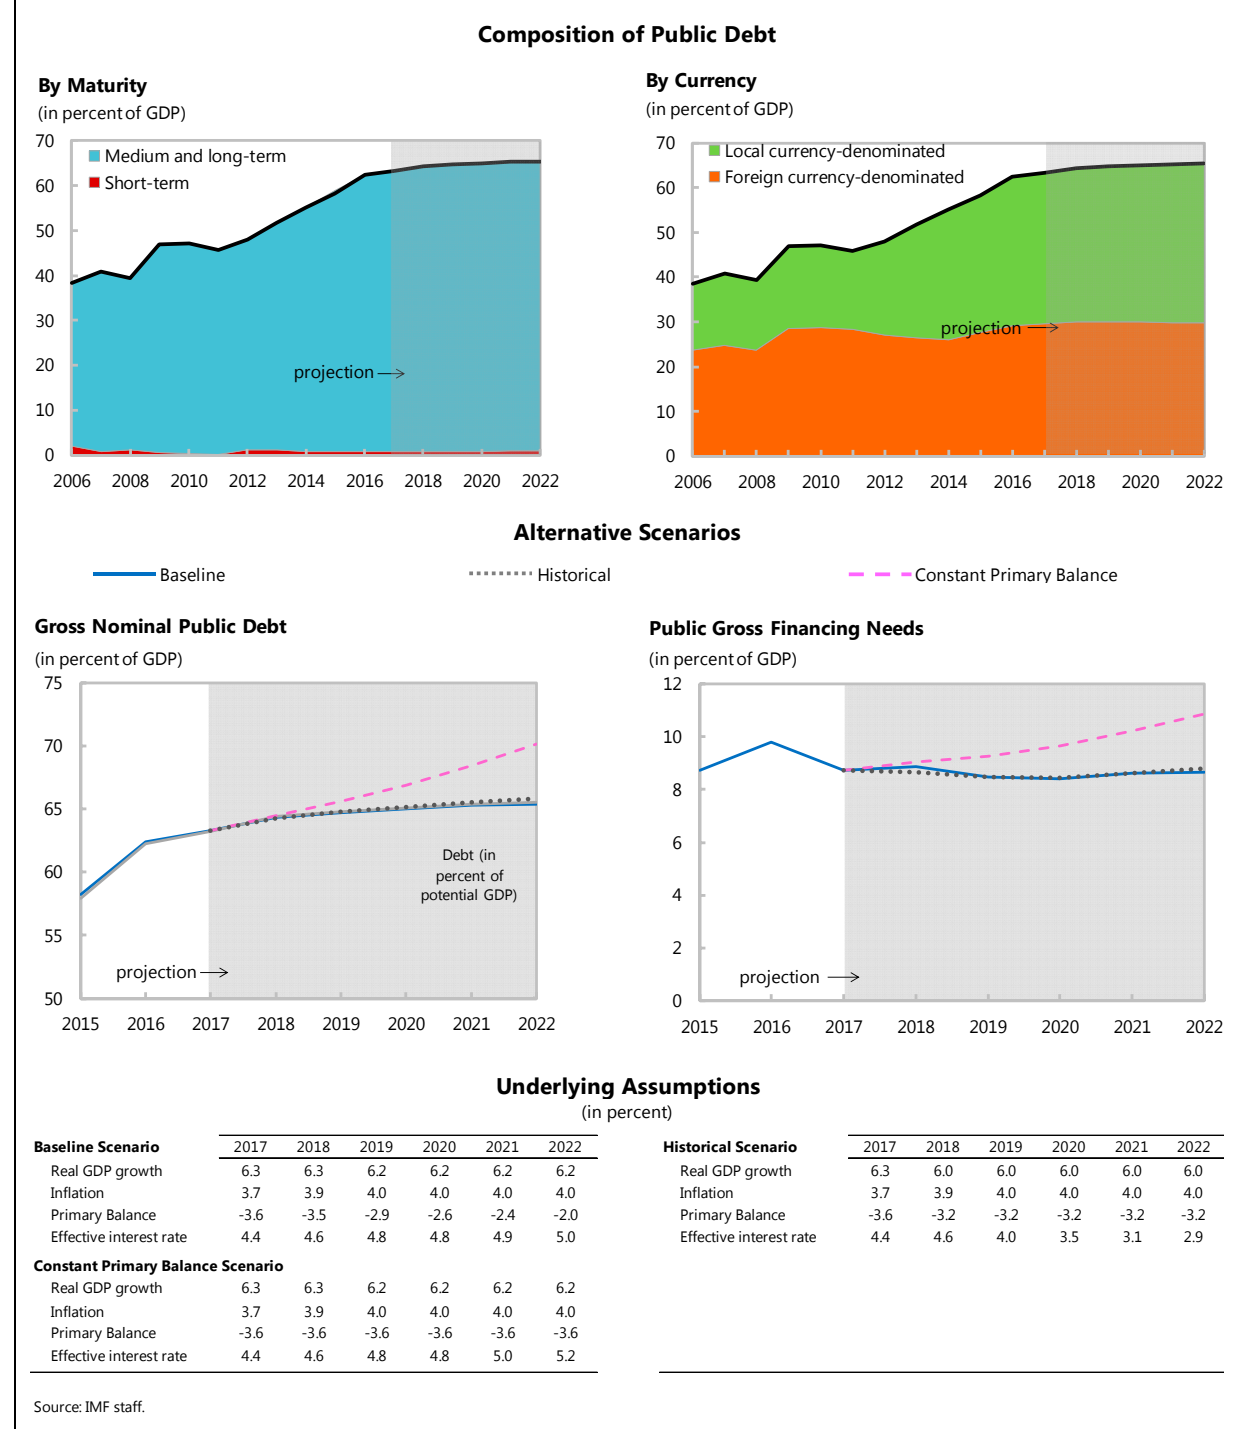 Composition of Public Debt
By Maturity
(in percent of GDP)
70
60
50
40
30
20
10
0
Medium and long-term
Short-term
projection
2006 2008 2010 2012 2014 2016 2018 2020 2022
By Currency
(in percent of GDP)
70
60
50
40
30
20
10
0
Local currency-denominated
Foreign currency-denominated
projection
2006 2008 2010 2012 2014 2016 2018 2020 2022
Alternative Scenarios
Baseline Historical Constant Primary Balance
Gross Nominal Public Debt
(in percent of GDP)
75
70
65
60
55
50
Debt (in
percent of
potential GDP)
projection
2015 2016 2017 2018 2019 2020 2021 2022
Public Gross Financing Needs
(in percent of GDP)
12
10
8
6
4
2
0
projection
2015 2016 2017 2018 2019 2020 2021 2022
Underlying Assumptions
(in percent)
Baseline Scenario 2017 2018 2019 2020 2021 2022
Real GDP growth 6.3 6.3 6.2 6.2 6.2 6.2
Inflation 3.7 3.9 4.0 4.0 4.0 4.0
Primary Balance -3.6 -3.5 -2.9 -2.6 -2.4 -2.0
Effective interest rate 4.4 4.6 4.8 4.8 4.9 5.0
Constant Primary Balance Scenario
Real GDP growth 6.3 6.3 6.2 6.2 6.2 6.2
Inflation 3.7 3.9 4.0 4.0 4.0 4.0
Primary Balance -3.6 -3.6 -3.6 -3.6 -3.6 -3.6
Effective interest rate 4.4 4.6 4.8 4.8 5.0 5.2
Historical Scenario 2017 2018 2019 2020 2021 2022
Real GDP growth 6.3 6.0 6.0 6.0 6.0 6.0
Inflation 3.7 3.9 4.0 4.0 4.0 4.0
Primary Balance -3.6 -3.2 -3.2 -3.2 -3.2 -3.2
Effective interest rate 4.4 4.6 4.0 3.5 3.1 2.9
Source: IMF staff.